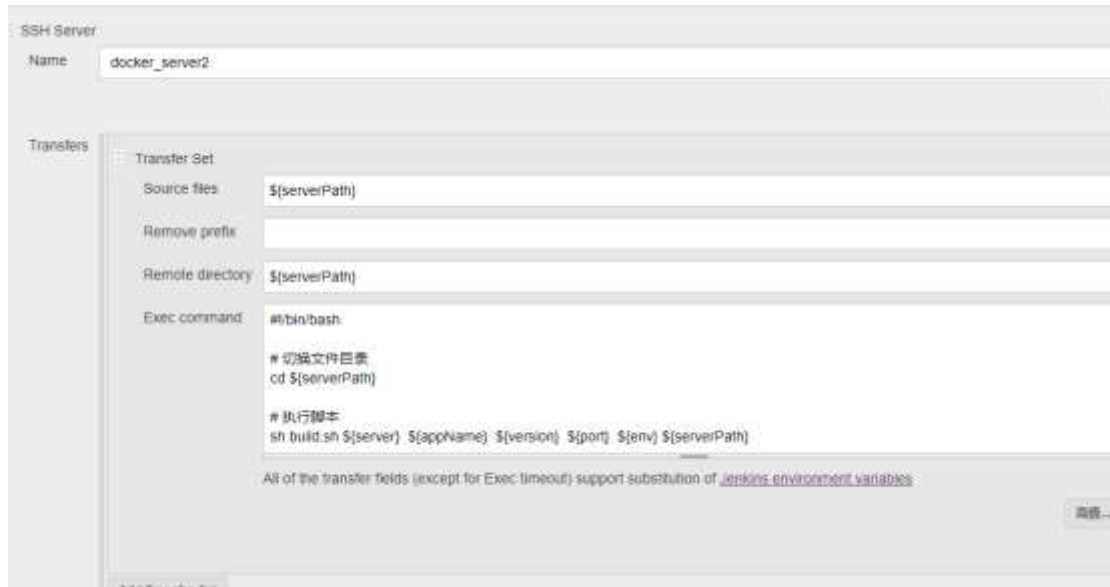 SSH Server
Name
docker_server2
Transfers
Transfer Set
Source files
${serverPath}
Remove prefix
Remote directory
${serverPath}
Exec command
#!/bin/bash
# 切换文件目录
cd ${serverPath}
# 执行脚本
sh build.sh ${server} ${appName} ${version} ${port} ${env} ${serverPath}
All of the transfer fields (except for Exec timeout) support substitution of Jenkins environment variables
高级...